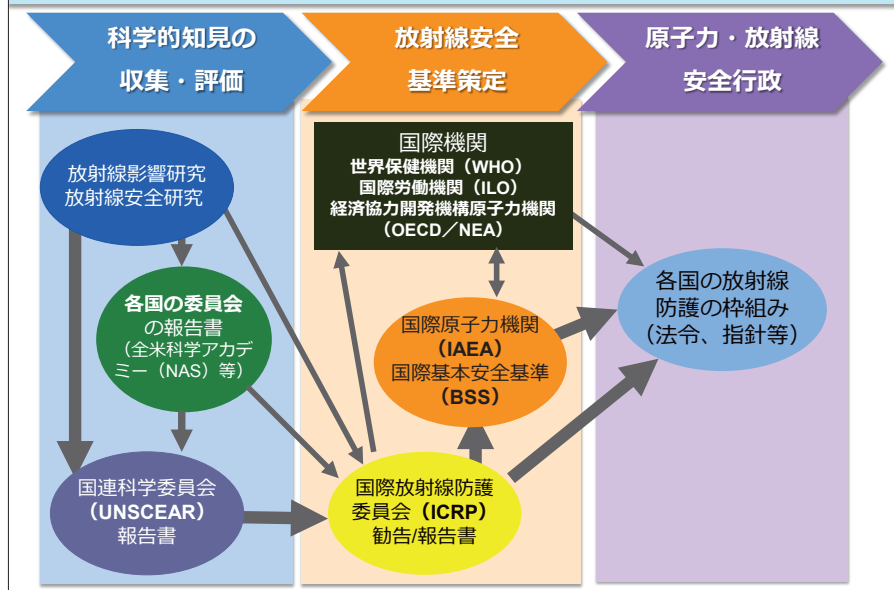 科学的知見の
収集・評価
放射線安全
基準策定
原子力・放射線
安全行政
放射線影響研究
放射線安全研究
各国の委員会
の報告書
（全米科学アカデ
ミー（NAS）等）
国連科学委員会
（UNSCEAR）
報告書
国際機関
世界保健機関（WHO）
国際労働機関（ILO）
経済協力開発機構原子力機関
（OECD／NEA）
国際原子力機関
（IAEA）
国際基本安全基準
（BSS）
国際放射線防護
委員会（ICRP）
勧告/報告書
各国の放射線
防護の枠組み
（法令、指針等）